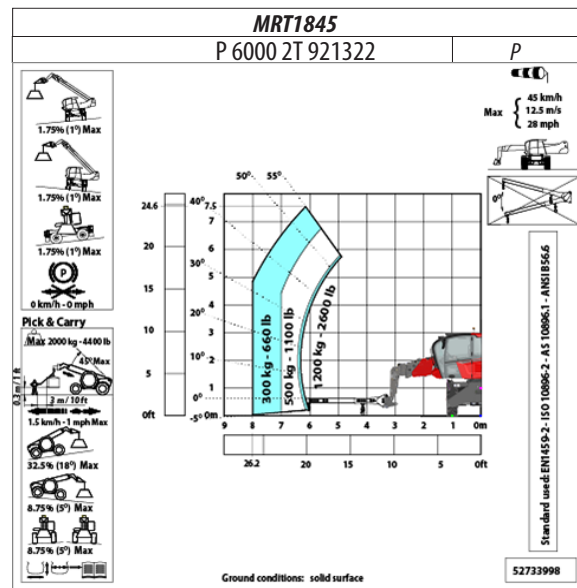 MRT1845
P 6000 2T 921322
P
1.75% (1°) Max
1.75% (1°) Max
1.75% (1°) Max
P
0 km/h - 0 mph
Pick & Carry
Max 2000 kg - 4400 lb
45° Max
0.3 m / 1 ft
3 m / 10 ft
1.5 km/h - 1 mph Max
32.5% (18°) Max
8.75% (5°) Max
8.75% (5°) Max
Max
45 km/h
12.5 m/s
28 mph
0°
50°
55°
40°
30°
20°
10°
0°
-5°
24.6
20
15
10
5
0ft
7.5
7
6
5
4
3
2
1
0m
300 kg - 660 lb
500 kg - 1100 lb
1200 kg - 2600 lb
9 8 7 6 5 4 3 2 1 0m
26.2 20 15 10 5 0ft
Standard used: EN1459-2 - ISO 10896-2 - AS 10896.1 - ANSI B56.6
Ground conditions: solid surface
52733998